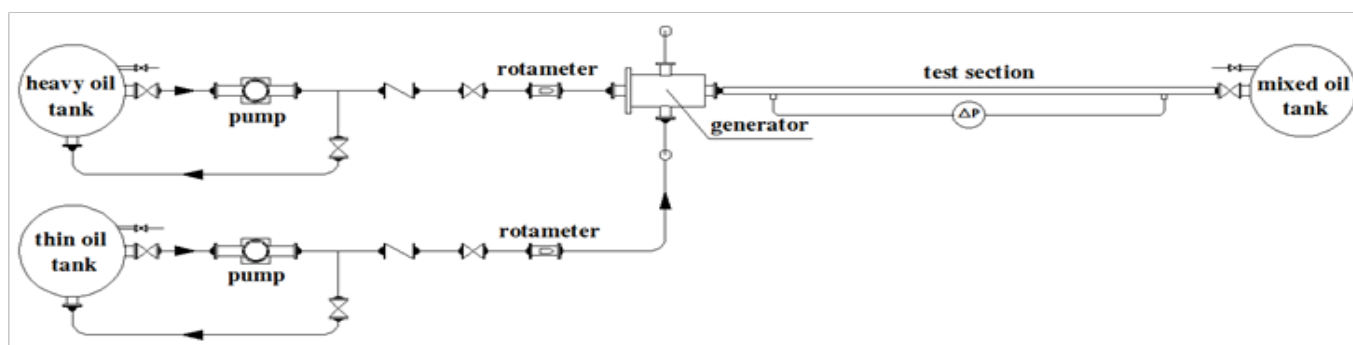 heavy oil
tank
pump
rotameter
generator
test section
ΔP
mixed oil
tank
thin oil
tank
pump
rotameter